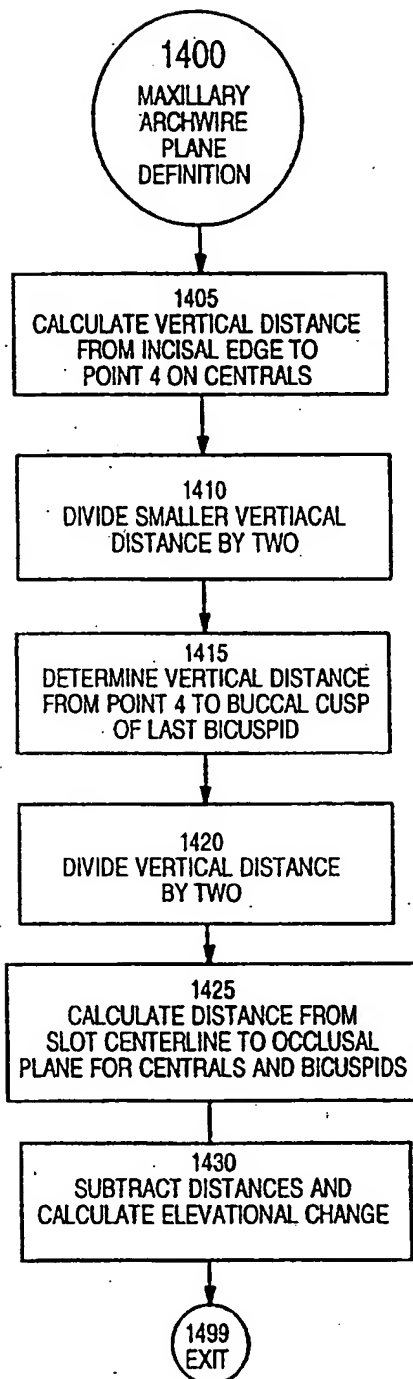 1400
MAXILLARY
ARCHWIRE
PLANE
DEFINITION
1405
CALCULATE VERTICAL DISTANCE
FROM INCISAL EDGE TO
POINT 4 ON CENTRALS
1410
DIVIDE SMALLER VERTIACAL
DISTANCE BY TWO
1415
DETERMINE VERTICAL DISTANCE
FROM POINT 4 TO BUCCAL CUSP
OF LAST BICUSPID
1420
DIVIDE VERTICAL DISTANCE
BY TWO
1425
CALCULATE DISTANCE FROM
SLOT CENTERLINE TO OCCLUSAL
PLANE FOR CENTRALS AND BICUSPIDS
1430
SUBTRACT DISTANCES AND
CALCULATE ELEVATIONAL CHANGE
1499
EXIT